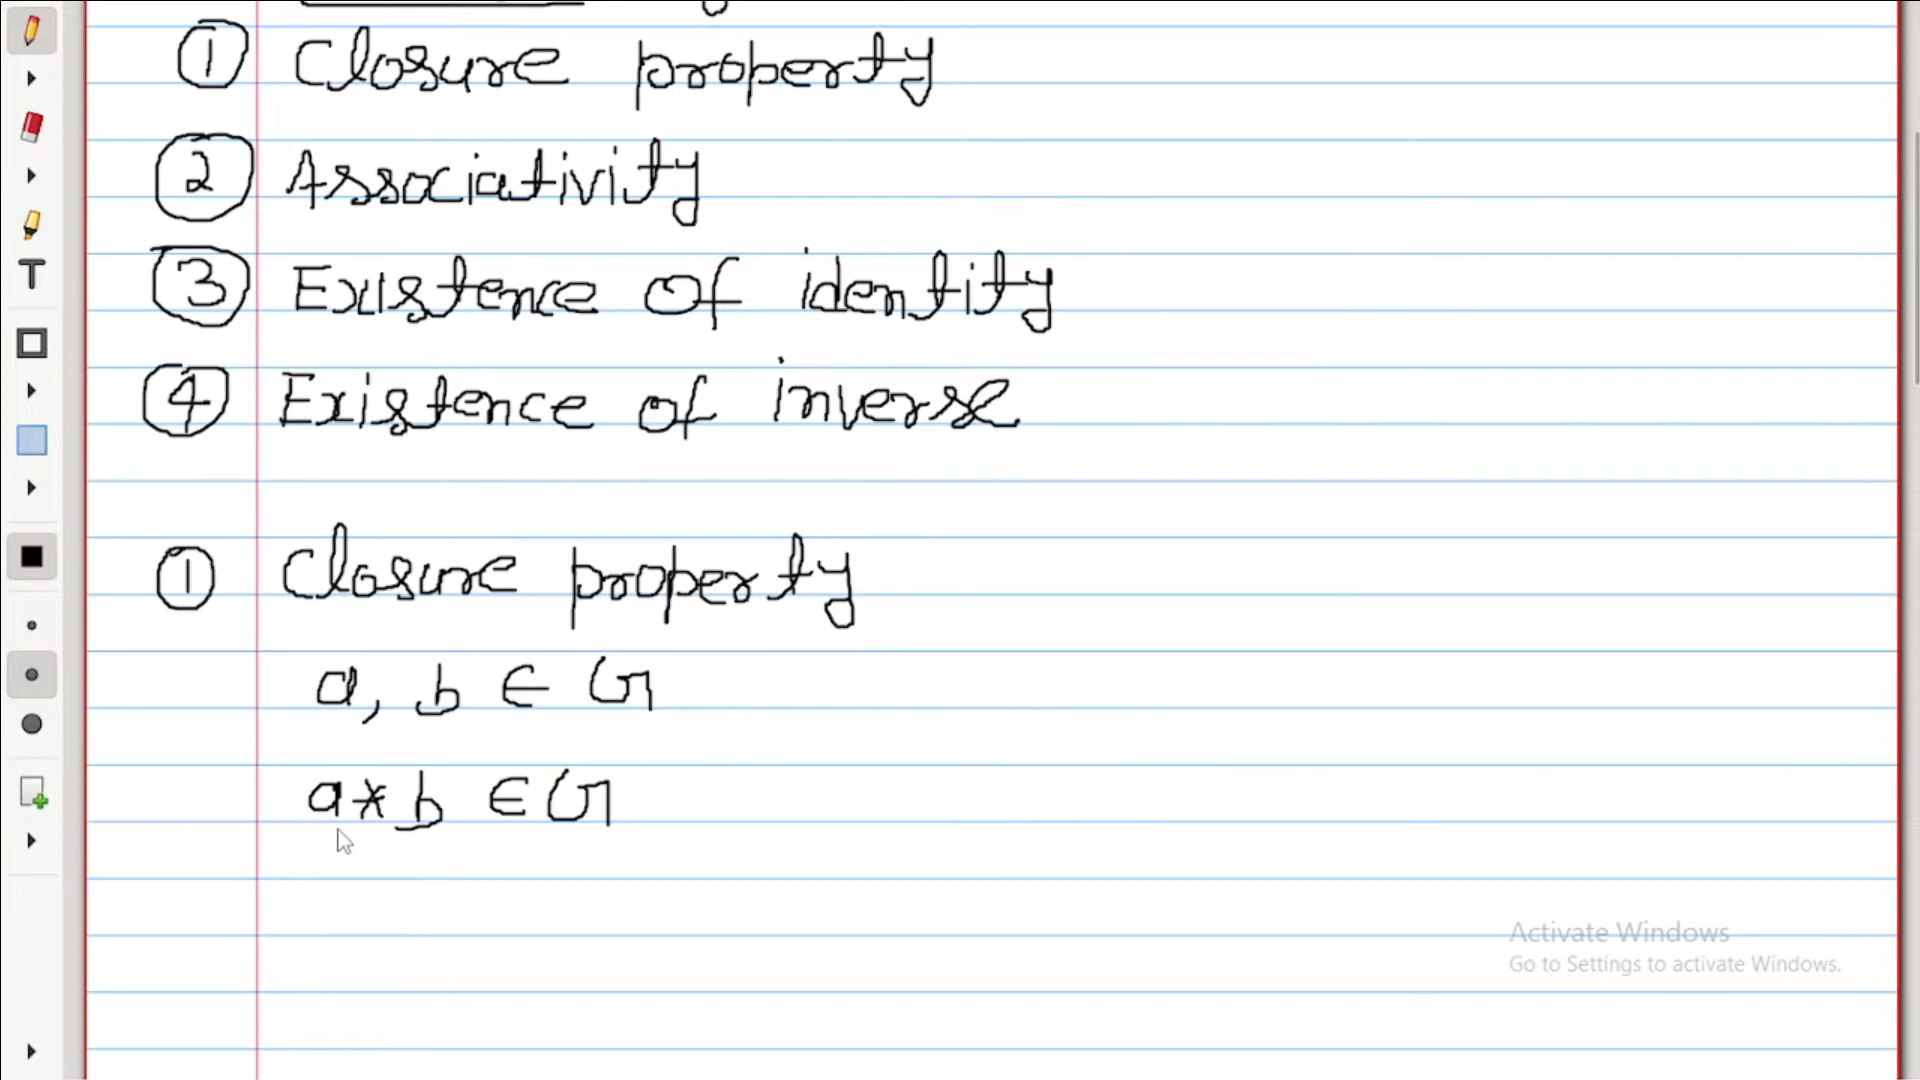 ① Closure property
② Associativity
③ Existence of identity
④ Existence of inverse
① Closure property
a, b ∈ G
a * b ∈ G
Activate Windows
Go to Settings to activate Windows.